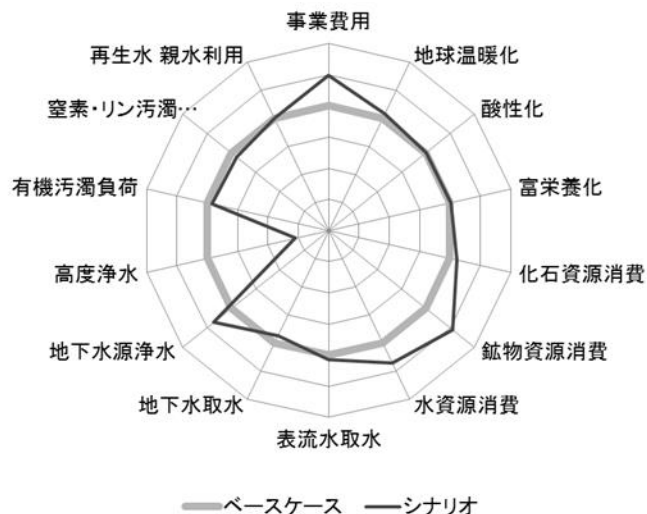 事業費用
地球温暖化
酸性化
富栄養化
化石資源消費
鉱物資源消費
水資源消費
表流水取水
地下水取水
地下水源浄水
高度浄水
有機汚濁負荷
窒素・リン汚濁…
再生水 親水利用
ベースケース
シナリオ